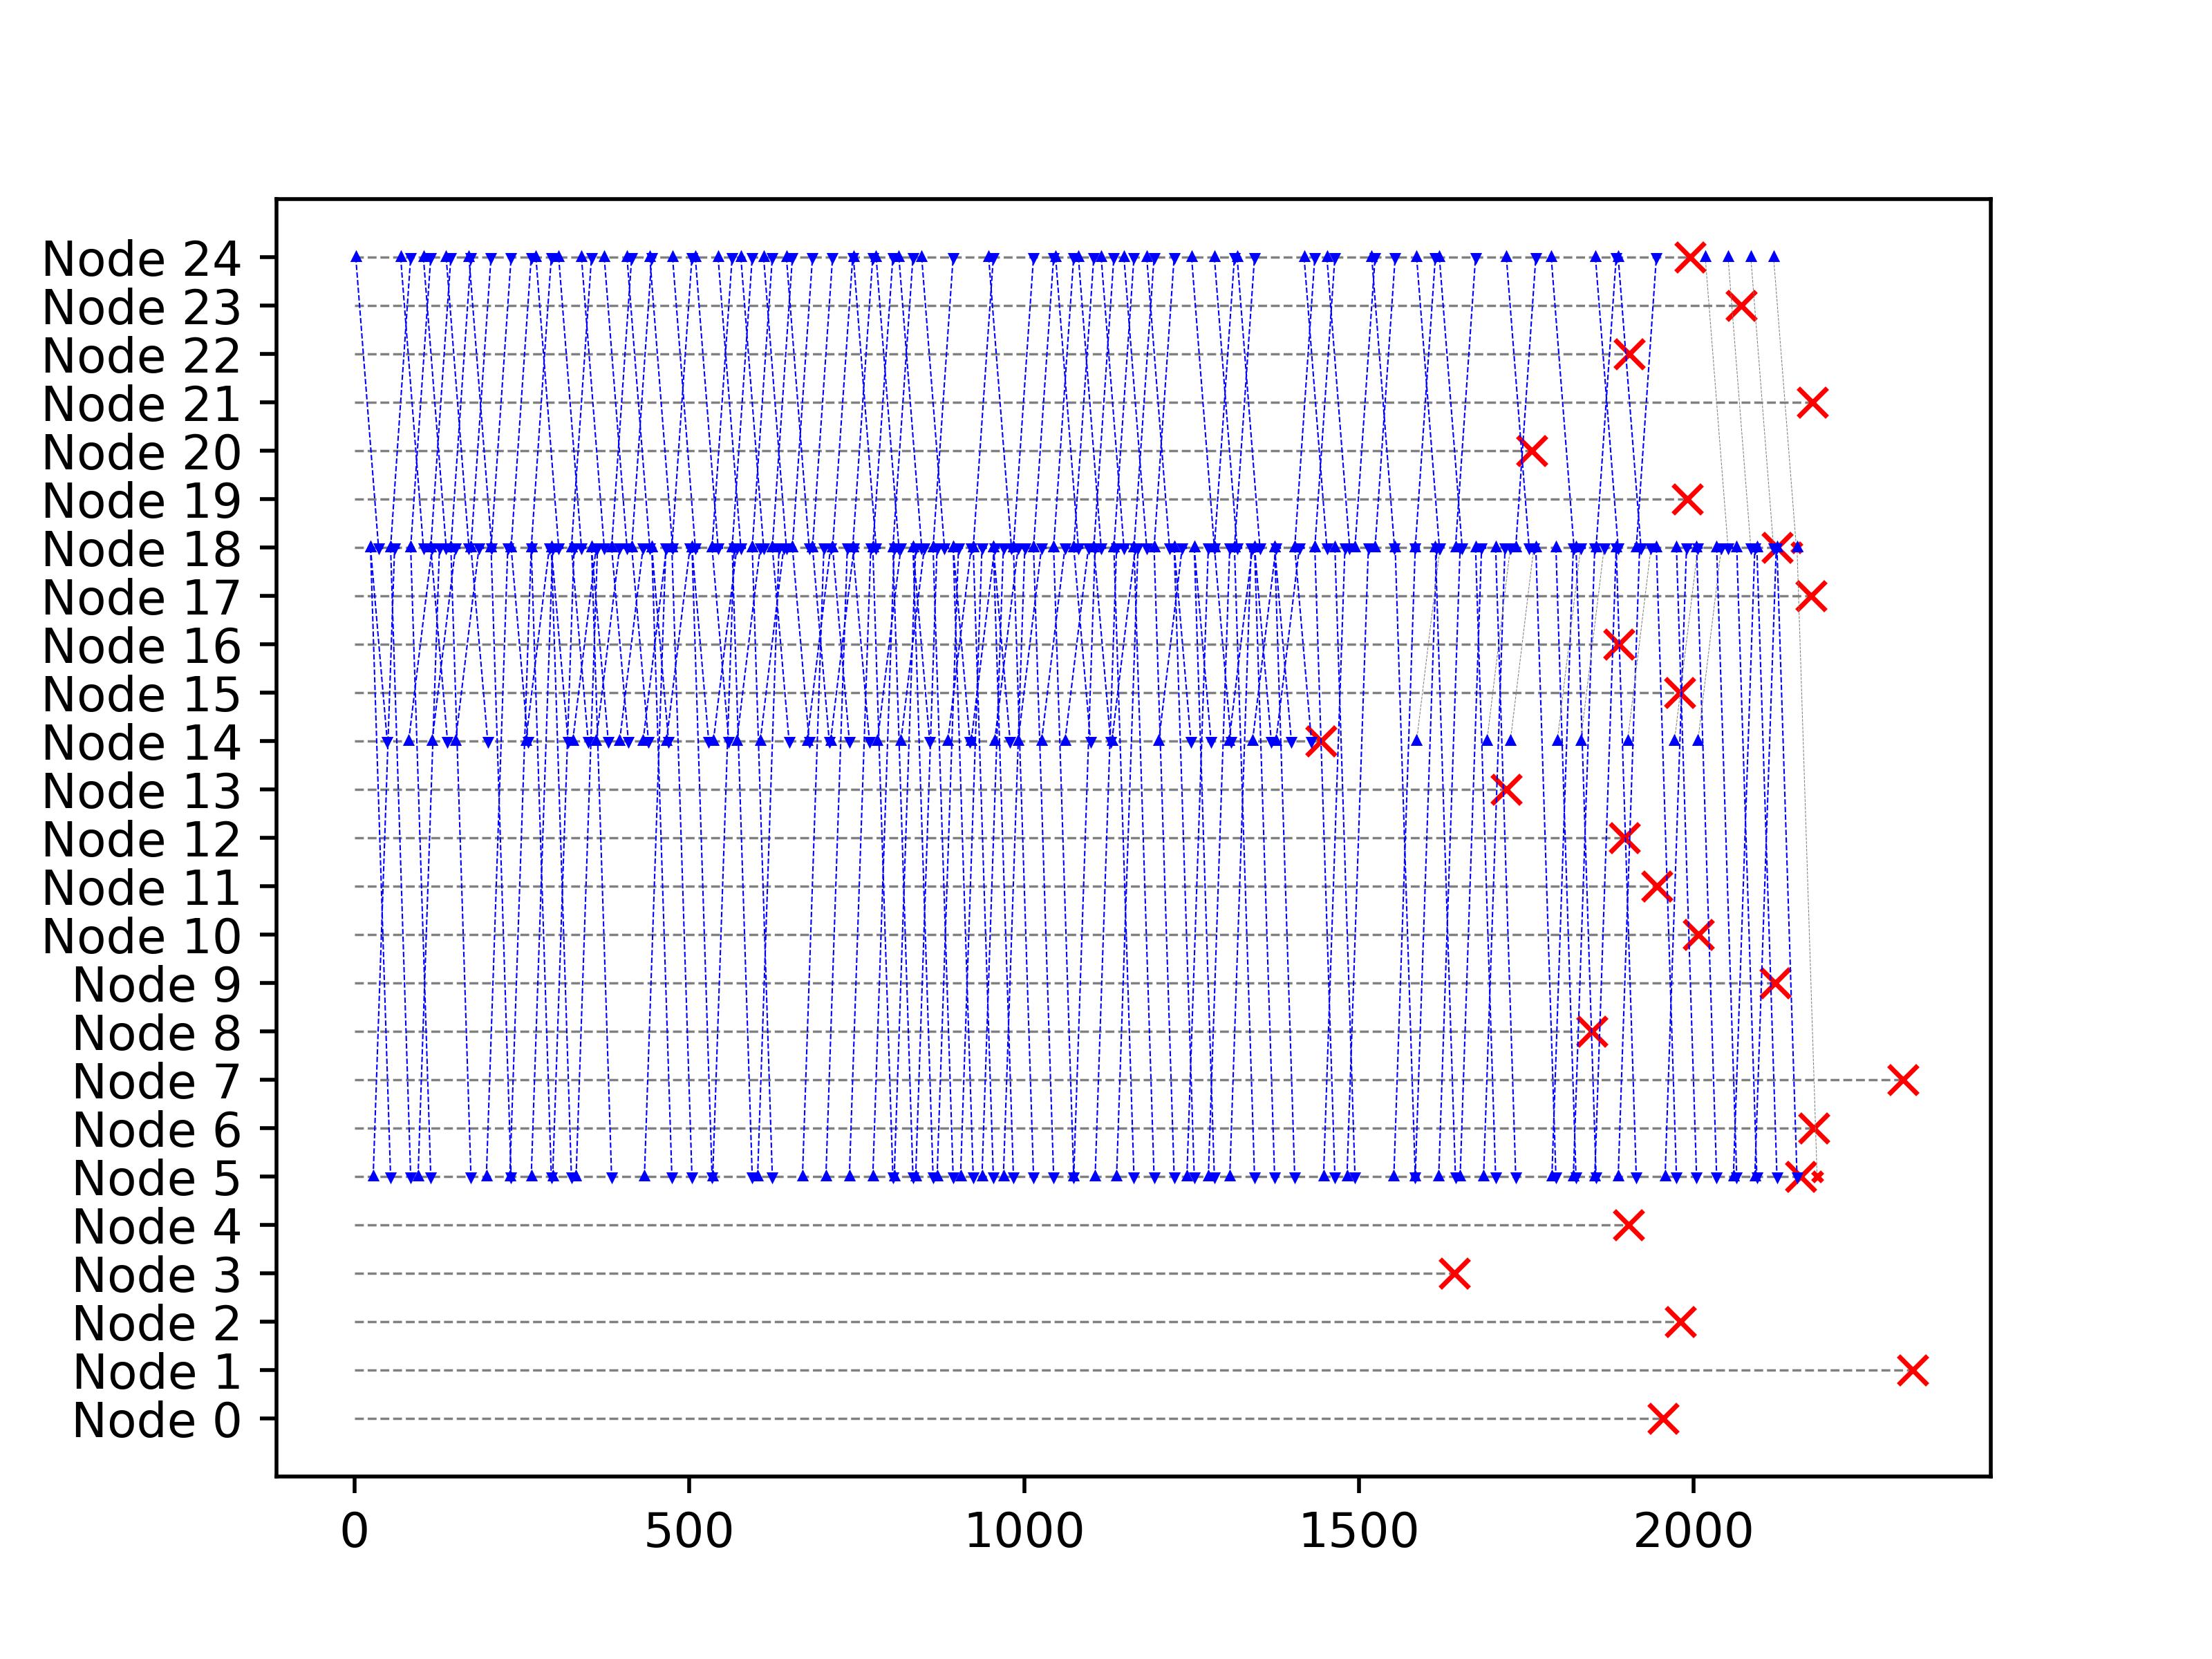 Node 24
Node 23
Node 22
Node 21
Node 20
Node 19
Node 18
Node 17
Node 16
Node 15
Node 14
Node 13
Node 12
Node 11
Node 10
Node 9
Node 8
Node 7
Node 6
Node 5
Node 4
Node 3
Node 2
Node 1
Node 0
0 500 1000 1500 2000